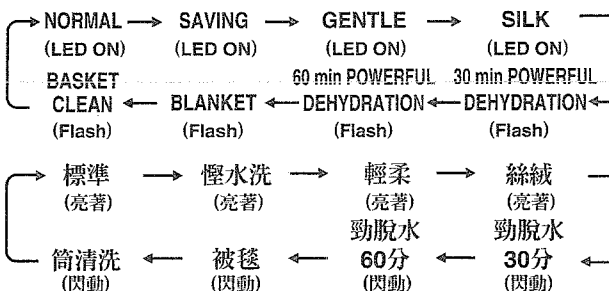 NORMAL → SAVING → GENTLE → SILK
(LED ON) (LED ON) (LED ON) (LED ON)
BASKET 60 min POWERFUL 30 min POWERFUL
CLEAN ← BLANKET ← DEHYDRATION ← DEHYDRATION ←
(Flash) (Flash) (Flash) (Flash)
標準 → 慳水洗 → 輕柔 → 絲絨
(亮著) (亮著) (亮著) (亮著)
勁脫水 勁脫水
筒清洗 ← 被毯 ← 60分 ← 30分 ←
(閃動) (閃動) (閃動) (閃動)